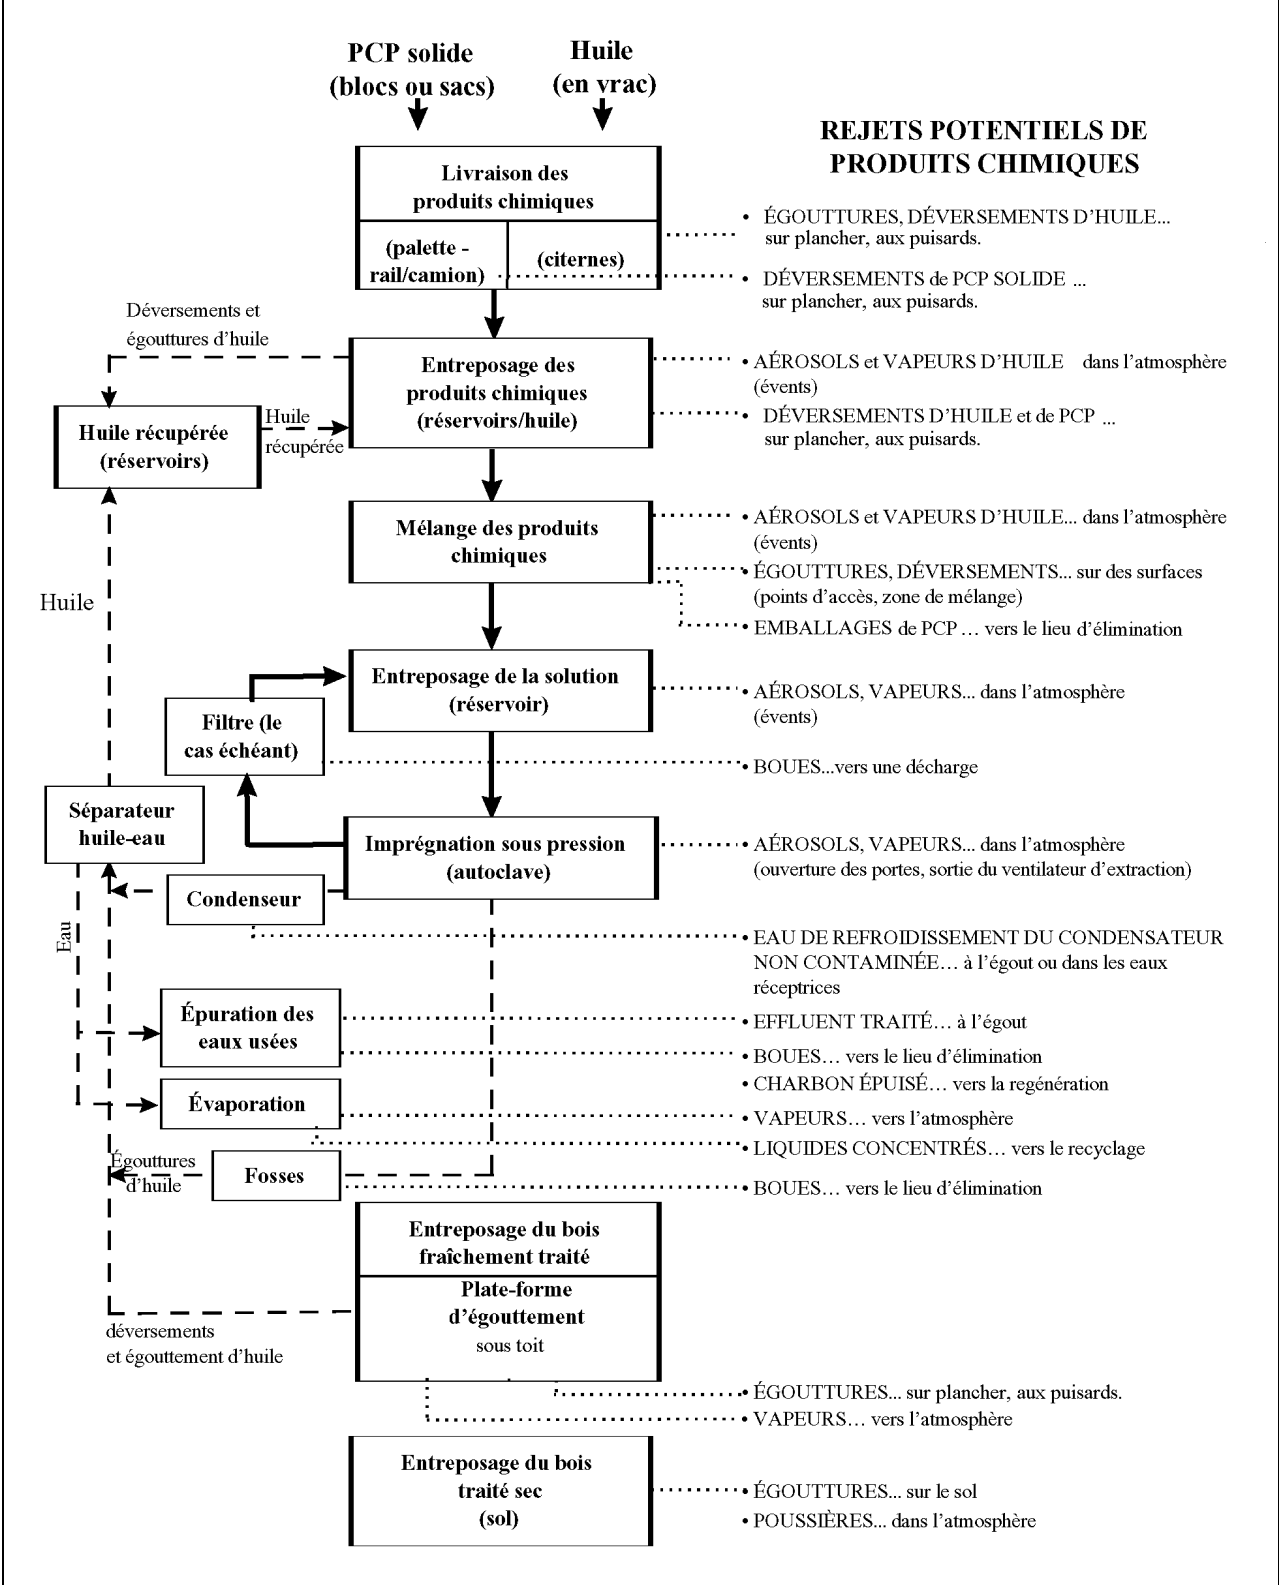 PCP solide
(blocs ou sacs)
Huile
(en vrac)
REJETS POTENTIELS DE
PRODUITS CHIMIQUES
Livraison des
produits chimiques
(palette -
rail/camion)
(citernes)
• ÉGOUTTURES, DÉVERSEMENTS D’HUILE...
sur plancher, aux puisards.
• DÉVERSEMENTS de PCP SOLIDE ...
sur plancher, aux puisards.
Déversements et
égouttures d’huile
Entreposage des
produits chimiques
(réservoirs/huile)
• AÉROSOLS et VAPEURS D’HUILE dans l’atmosphère
(évents)
• DÉVERSEMENTS D’HUILE et de PCP ...
sur plancher, aux puisards.
Huile récupérée
(réservoirs)
Huile
récupérée
Mélange des produits
chimiques
• AÉROSOLS et VAPEURS D’HUILE... dans l’atmosphère
(évents)
• ÉGOUTTURES, DÉVERSEMENTS... sur des surfaces
(points d’accès, zone de mélange)
• EMBALLAGES de PCP ... vers le lieu d’élimination
Huile
Entreposage de la solution
(réservoir)
• AÉROSOLS, VAPEURS... dans l’atmosphère
(évents)
Filtre (le
cas échéant)
• BOUES...vers une décharge
Séparateur
huile-eau
Imprégnation sous pression
(autoclave)
• AÉROSOLS, VAPEURS... dans l’atmosphère
(ouverture des portes, sortie du ventilateur d’extraction)
Condenseur
Eau
• EAU DE REFROIDISSEMENT DU CONDENSATEUR
NON CONTAMINÉE... à l’égout ou dans les eaux
réceptrices
Épuration des
eaux usées
• EFFLUENT TRAITÉ... à l’égout
• BOUES... vers le lieu d’élimination
• CHARBON ÉPUISÉ... vers la regénération
Évaporation
• VAPEURS... vers l’atmosphère
• LIQUIDES CONCENTRÉS... vers le recyclage
Égouttures
d’huile
Fosses
• BOUES... vers le lieu d’élimination
Entreposage du bois
fraîchement traité
Plate-forme
d’égouttement
sous toit
déversements
et égouttement d’huile
• ÉGOUTTURES... sur plancher, aux puisards.
• VAPEURS... vers l’atmosphère
Entreposage du bois
traité sec
(sol)
• ÉGOUTTURES... sur le sol
• POUSSIÈRES... dans l’atmosphère